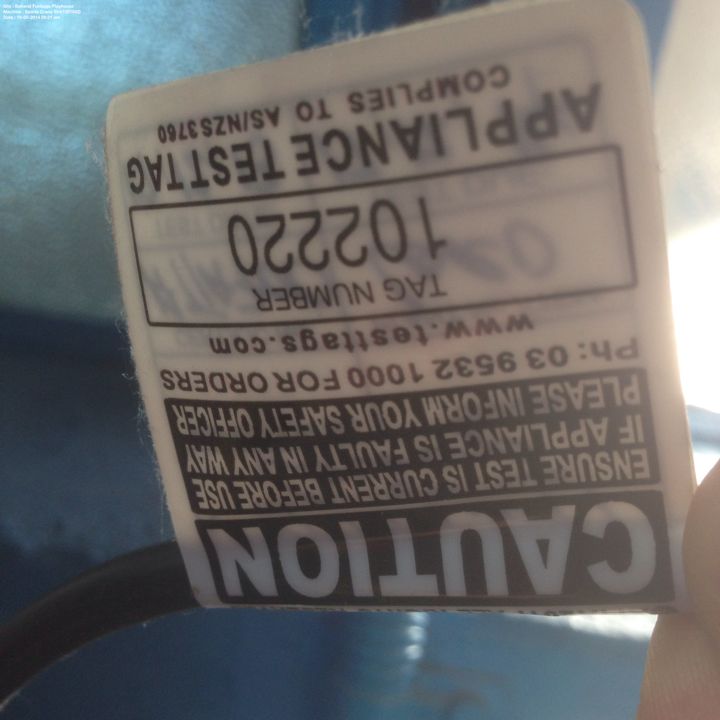 CAUTION
ENSURE TEST IS CURRENT BEFORE USE
IF APPLIANCE IS FAULTY IN ANY WAY
PLEASE INFORM YOUR SAFETY OFFICER
Ph: 03 9532 1000 FOR ORDERS
www.testtags.com
TAG NUMBER
102220
APPLIANCE TEST TAG
COMPLIES TO AS/NZS 3760